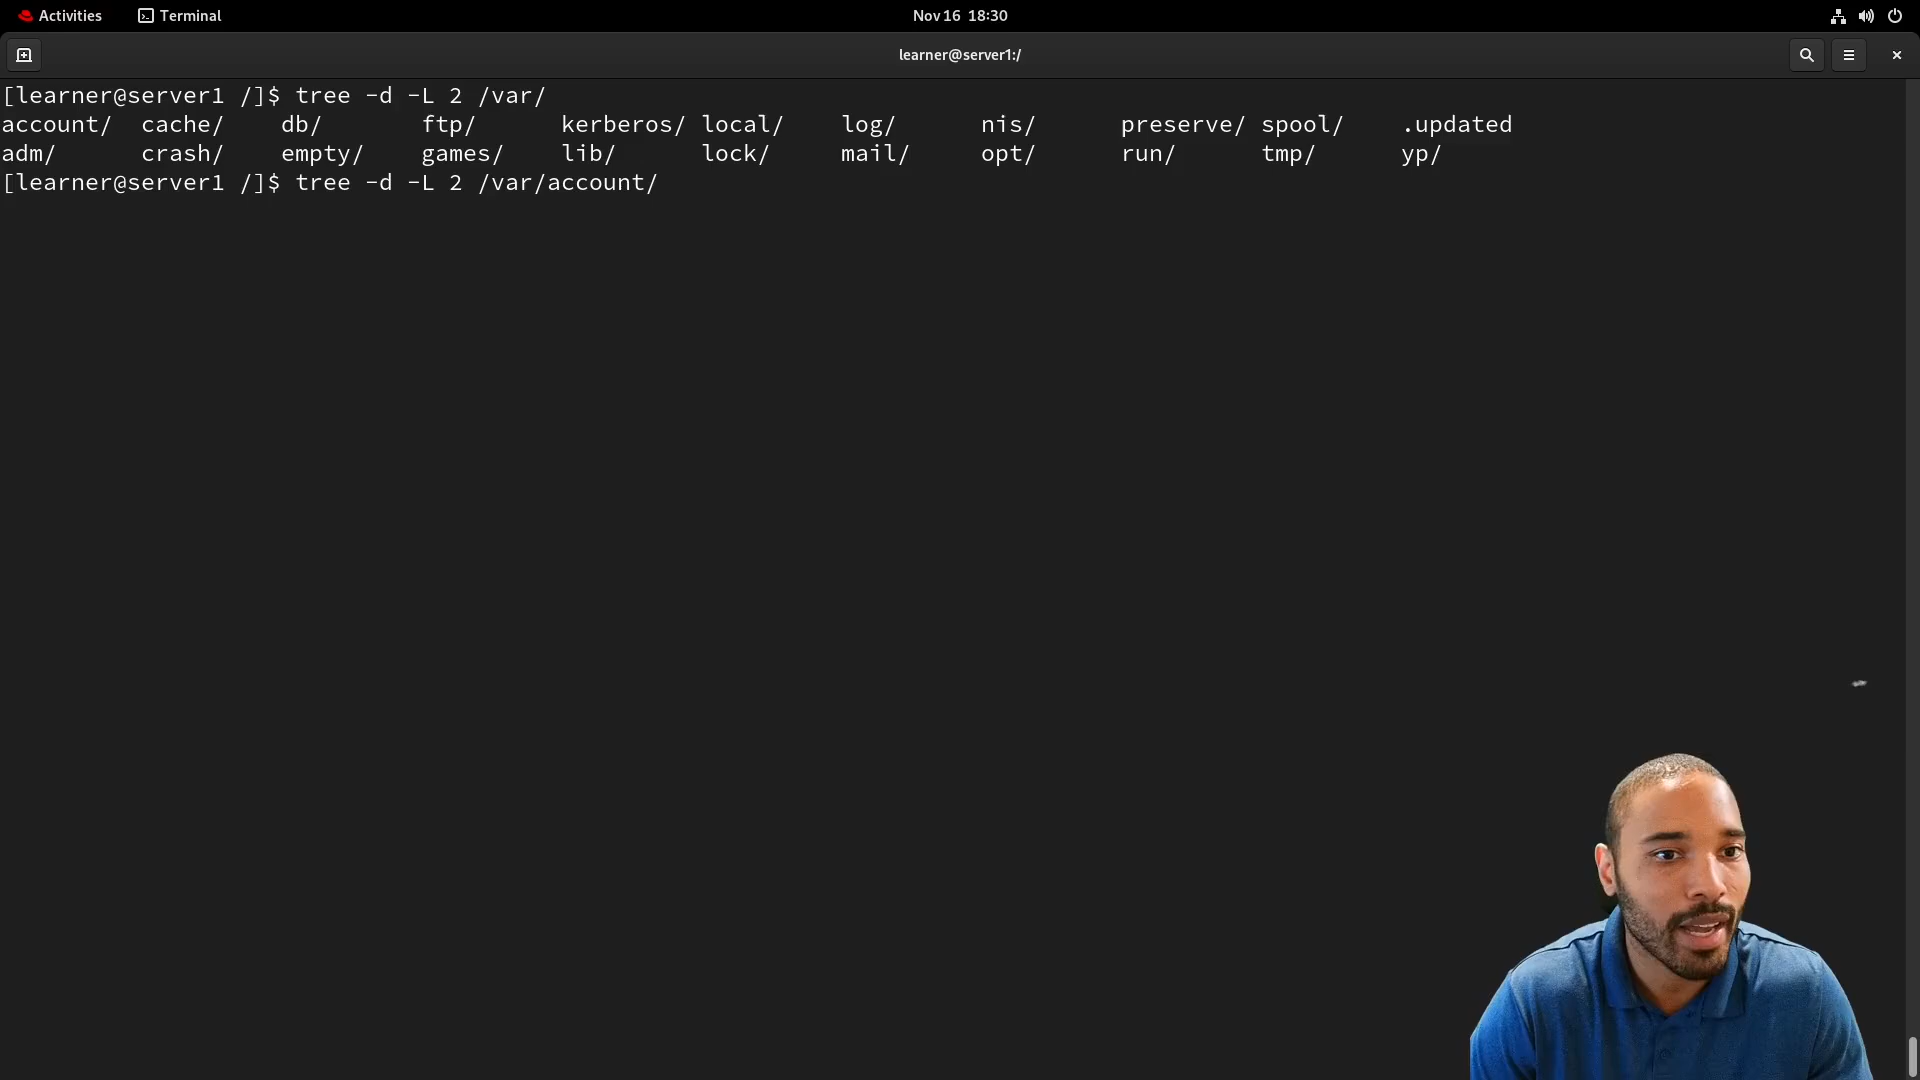 Activities Terminal Nov 16 18:30
learner@server1:/
[learner@server1 /]$ tree -d -L 2 /var/
account/ cache/ db/ ftp/ kerberos/ local/ log/ nis/ preserve/ spool/ .updated
adm/ crash/ empty/ games/ lib/ lock/ mail/ opt/ run/ tmp/ yp/
[learner@server1 /]$ tree -d -L 2 /var/account/